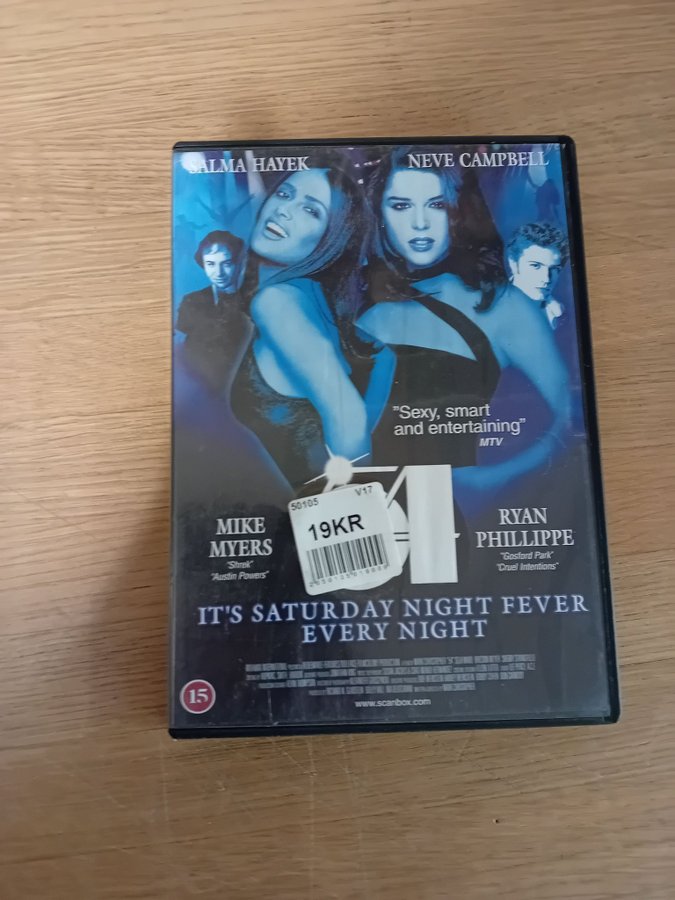 SALMA HAYEK
NEVE CAMPBELL
"Sexy, smart
and entertaining"
MTV
54
50105 V17
19KR
MIKE
MYERS
"Shrek"
"Austin Powers"
RYAN
PHILLIPPE
"Gosford Park"
"Cruel Intentions"
IT'S SATURDAY NIGHT FEVER
EVERY NIGHT
www.scanbox.com
15